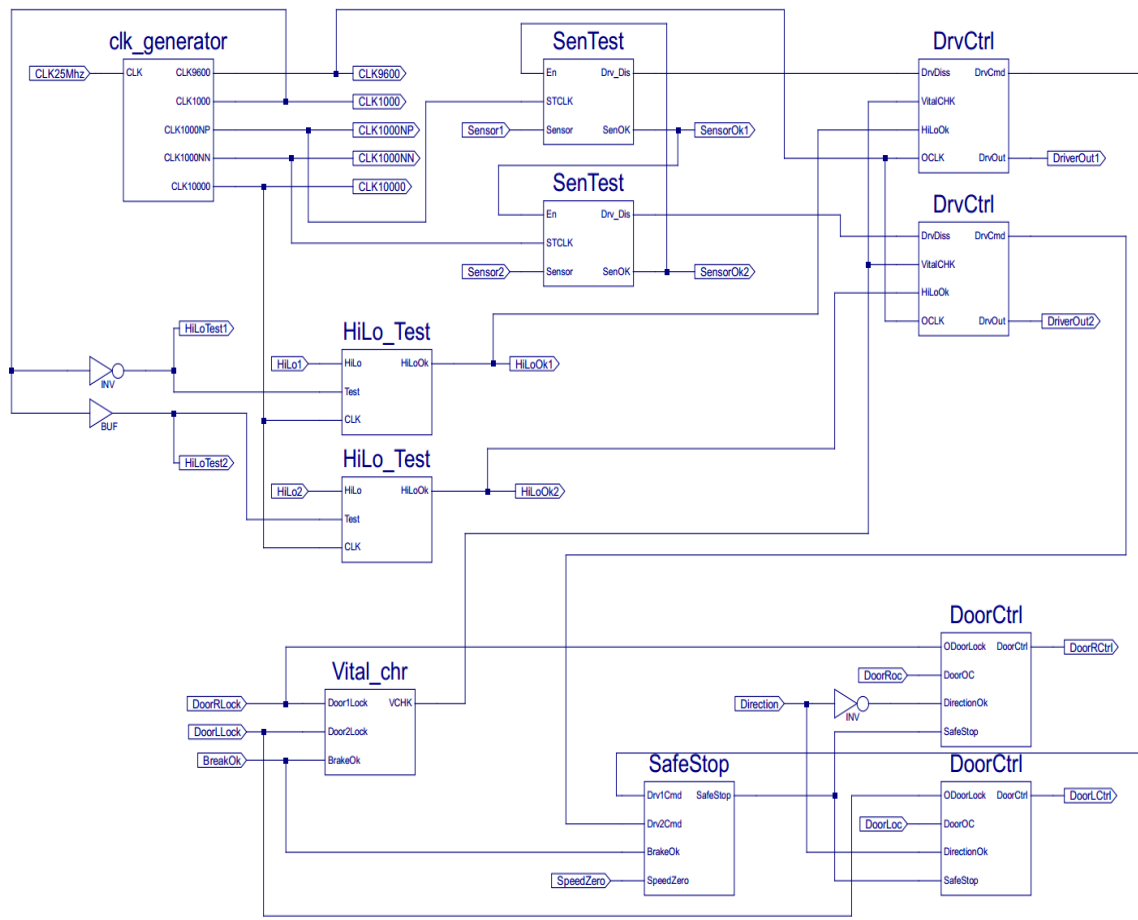 clk_generator
CLK25Mhz
CLK
CLK9600
CLK1000
CLK1000NP
CLK1000NN
CLK10000
CLK9600
CLK1000
CLK1000NP
CLK1000NN
CLK10000
SenTest
En
Drv_Dis
STCLK
Sensor1
Sensor
SenOK
SensorOk1
SenTest
En
Drv_Dis
STCLK
Sensor2
Sensor
SenOK
SensorOk2
DrvCtrl
DrvDiss
DrvCmd
VitalCHK
HiLoOk
OCLK
DrvOut
DriverOut1
DrvCtrl
DrvDiss
DrvCmd
VitalCHK
HiLoOk
OCLK
DrvOut
DriverOut2
HiLoTest1
INV
BUF
HiLoTest2
HiLo_Test
HiLo1
HiLo
HiLoOk
HiLoOk1
Test
CLK
HiLo_Test
HiLo2
HiLo
HiLoOk
HiLoOk2
Test
CLK
Vital_chr
DoorRLock
Door1Lock
VCHK
DoorLLock
Door2Lock
BreakOk
BrakeOk
DoorCtrl
ODoorLock
DoorCtrl
DoorRCtrl
DoorRoc
DoorOC
Direction
INV
DirectionOk
SafeStop
SafeStop
Drv1Cmd
SafeStop
Drv2Cmd
BrakeOk
SpeedZero
SpeedZero
DoorCtrl
ODoorLock
DoorCtrl
DoorLCtrl
DoorLoc
DoorOC
DirectionOk
SafeStop